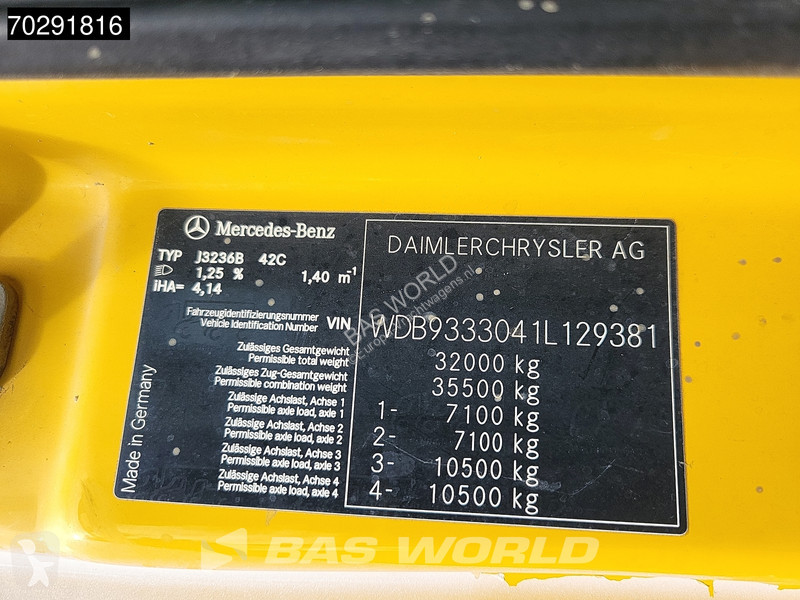 70291816
Mercedes-Benz
TYP J3236B 42C
1,25 % 1,40 m⁻¹
iHA= 4,14
Fahrzeugidentifizierungsnummer
Vehicle Identification Number VIN
Zulässiges Gesamtgewicht
Permissible total weight
Zulässiges Zug-Gesamtgewicht
Permissible combination weight
Zulässige Achslast, Achse 1
Permissible axle load, axle 1
Zulässige Achslast, Achse 2
Permissible axle load, axle 2
Zulässige Achslast, Achse 3
Permissible axle load, axle 3
Zulässige Achslast, Achse 4
Permissible axle load, axle 4
Made in Germany
DAIMLERCHRYSLER AG
WDB9333041L129381
32000 kg
35500 kg
1- 7100 kg
2- 7100 kg
3- 10500 kg
4- 10500 kg
BAS WORLD
BAS WORLD